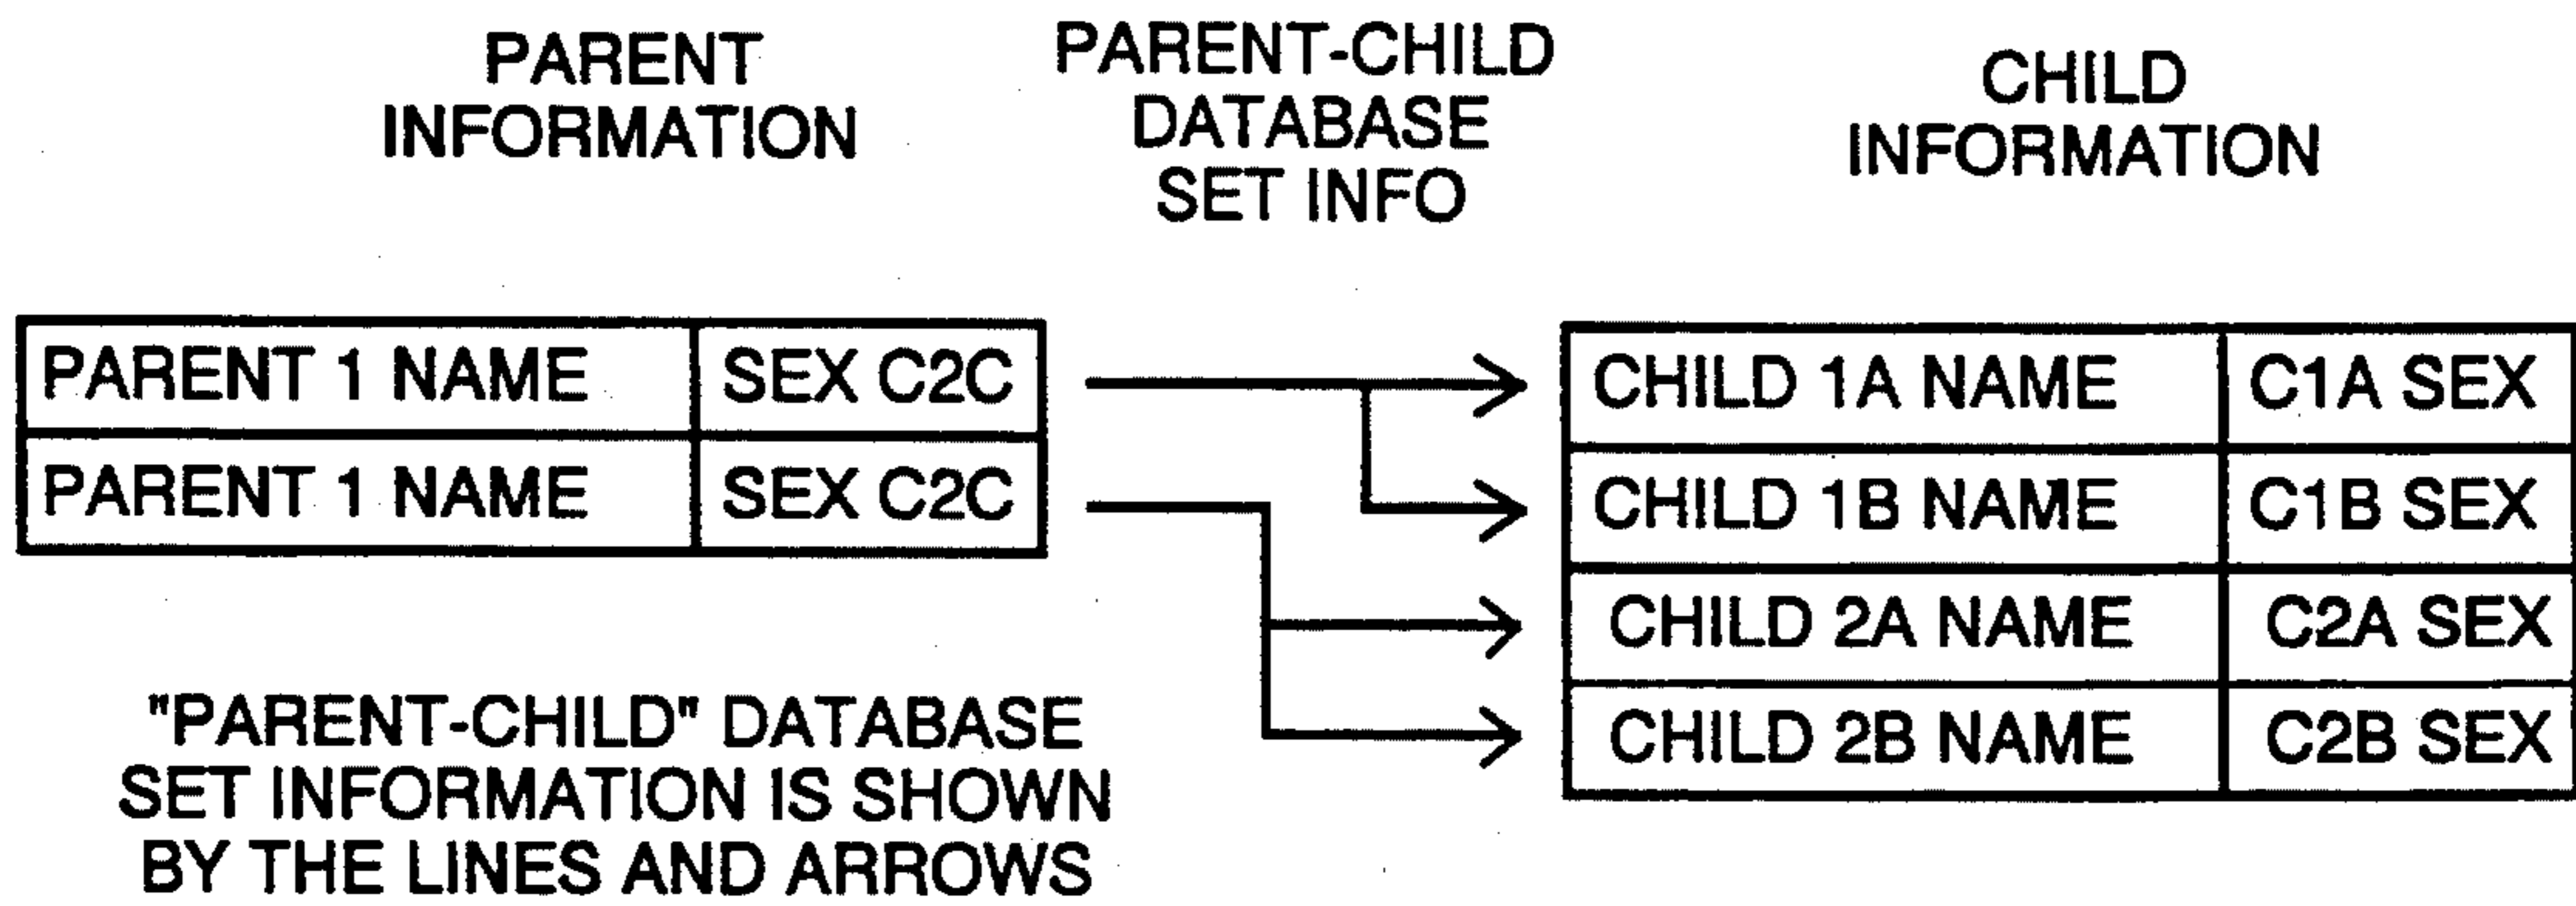 PARENT
INFORMATION
PARENT-CHILD
DATABASE
SET INFO
CHILD
INFORMATION
PARENT 1 NAME SEX C2C
PARENT 1 NAME SEX C2C
CHILD 1A NAME C1A SEX
CHILD 1B NAME C1B SEX
CHILD 2A NAME C2A SEX
CHILD 2B NAME C2B SEX
"PARENT-CHILD" DATABASE
SET INFORMATION IS SHOWN
BY THE LINES AND ARROWS